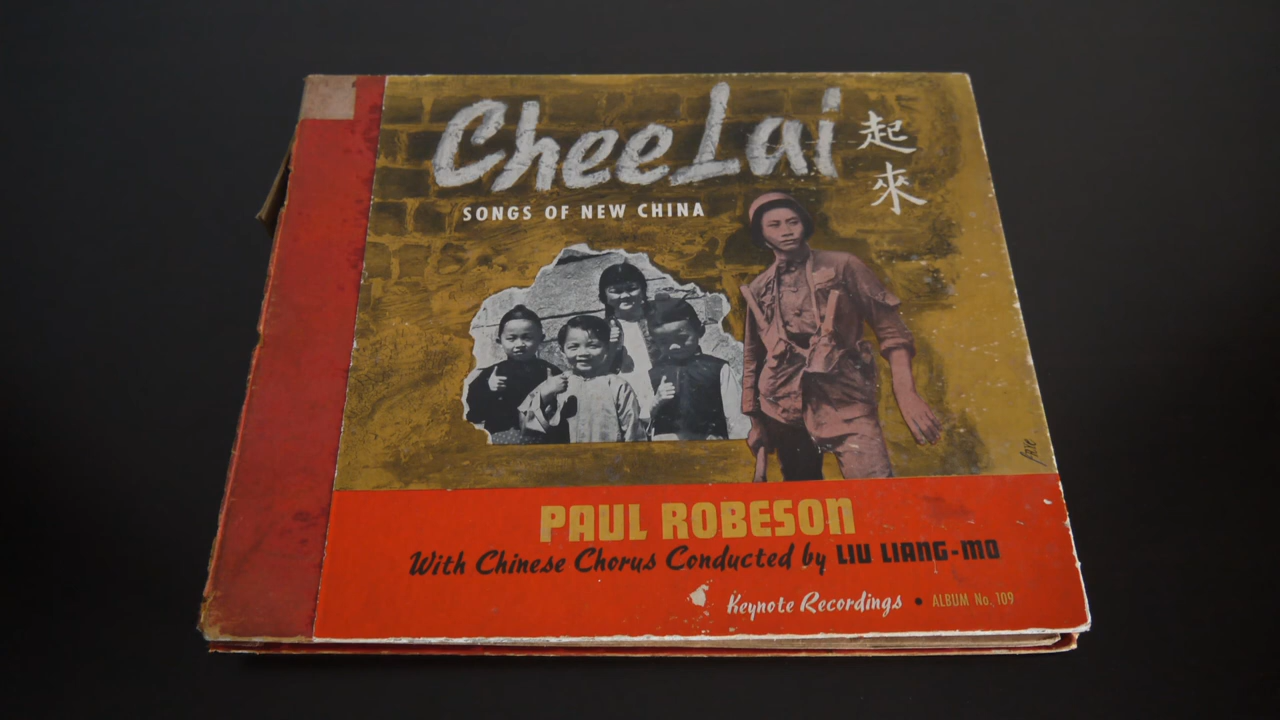 Chee Lai
起來
SONGS OF NEW CHINA
PAUL ROBESON
With Chinese Chorus Conducted by LIU LIANG-MO
Keynote Recordings • ALBUM No. 109